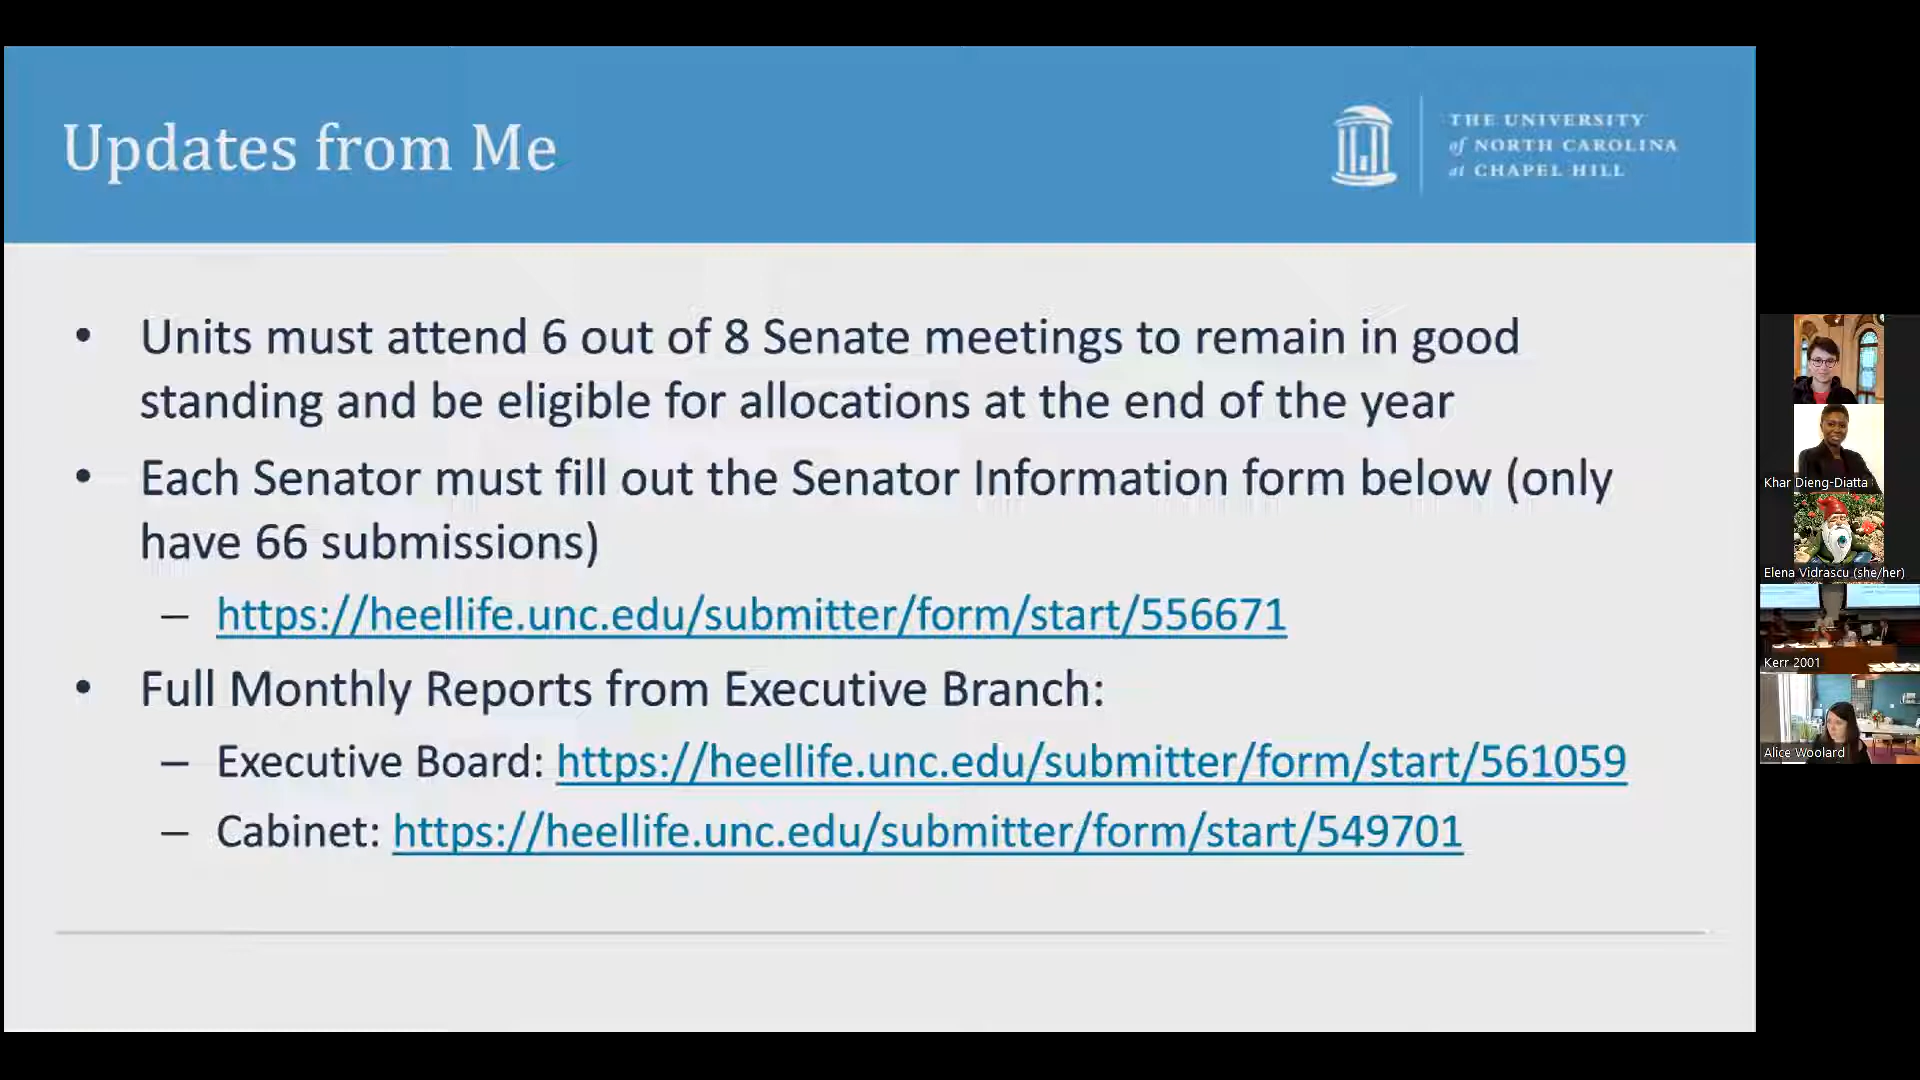 Updates from Me
THE UNIVERSITY
of NORTH CAROLINA
at CHAPEL HILL
• Units must attend 6 out of 8 Senate meetings to remain in good
standing and be eligible for allocations at the end of the year
• Each Senator must fill out the Senator Information form below (only
have 66 submissions)
– https://heellife.unc.edu/submitter/form/start/556671
• Full Monthly Reports from Executive Branch:
– Executive Board: https://heellife.unc.edu/submitter/form/start/561059
– Cabinet: https://heellife.unc.edu/submitter/form/start/549701
Khar Dieng-Diatta
Elena Vidrascu (she/her)
Kerr 2001
Alice Woolard